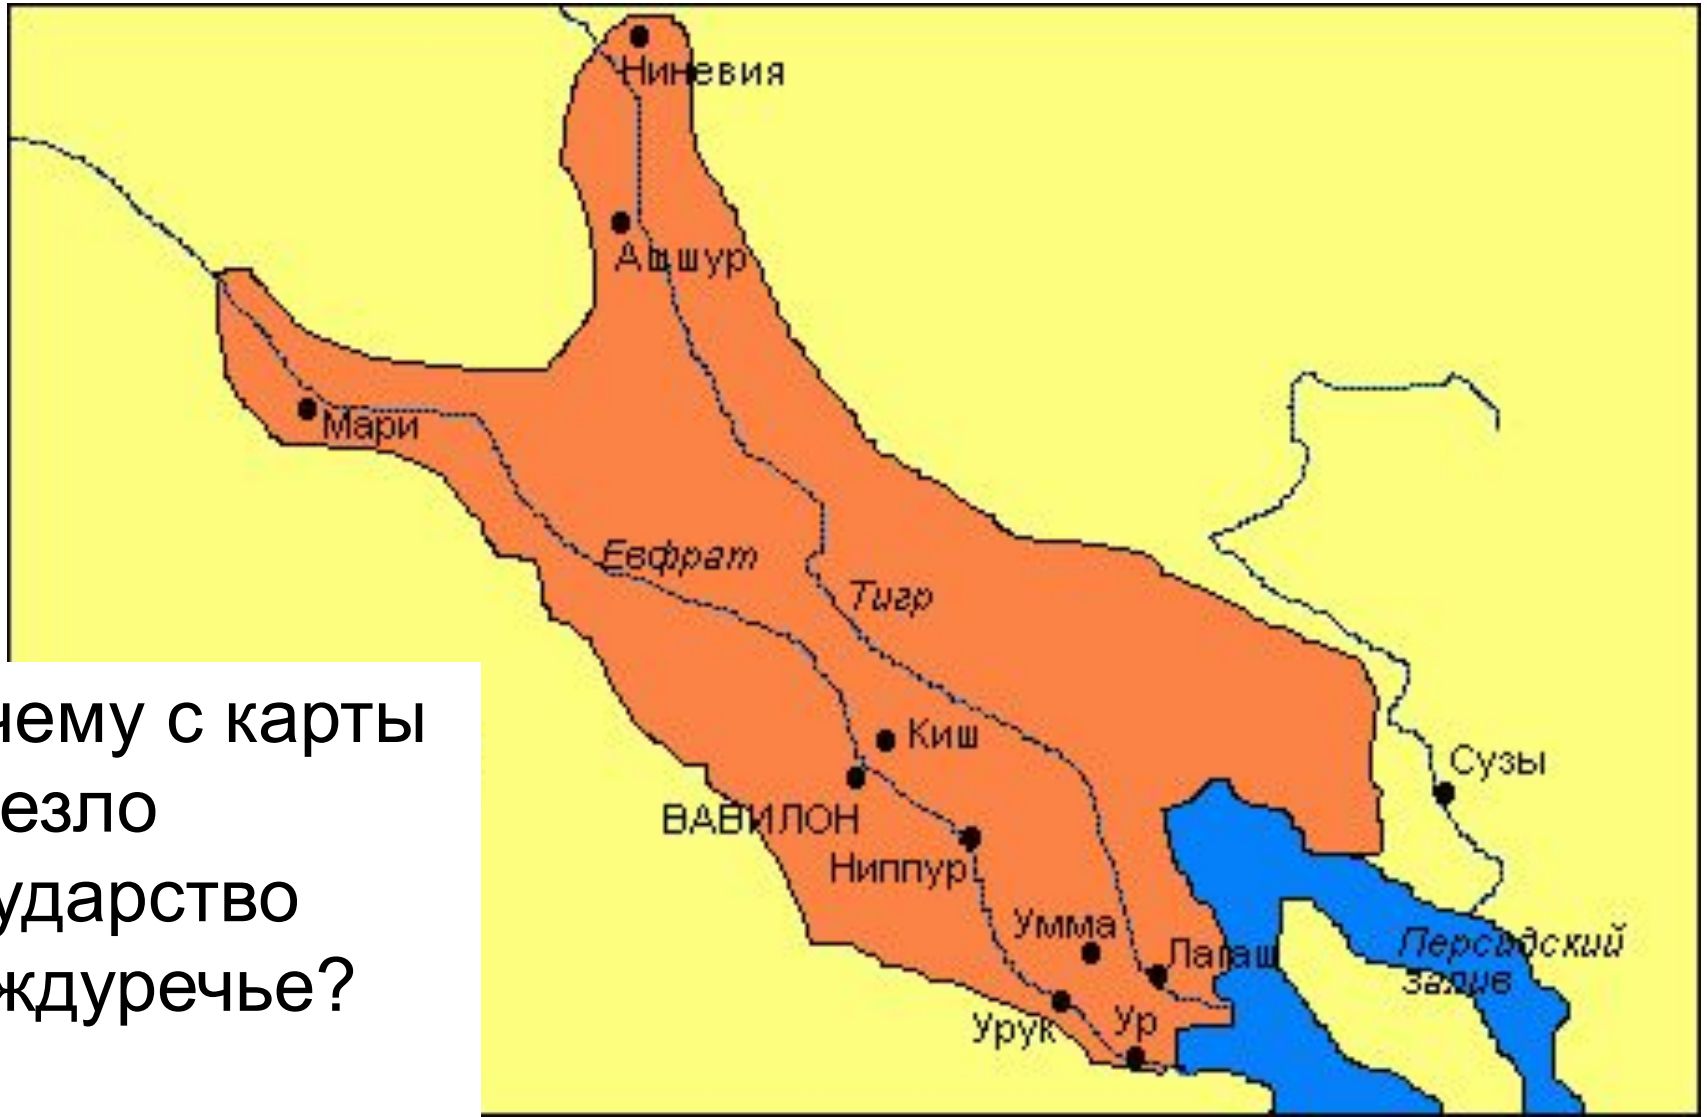 Ниневия
Ашшур
Мари
Евфрат
Тигр
Киш
ВАВИЛОН
Сузы
Ниппур
Умма
Лагаш
Персидский
залив
Урук
Ур
чему с карты
езло
ударство
ждуречье?